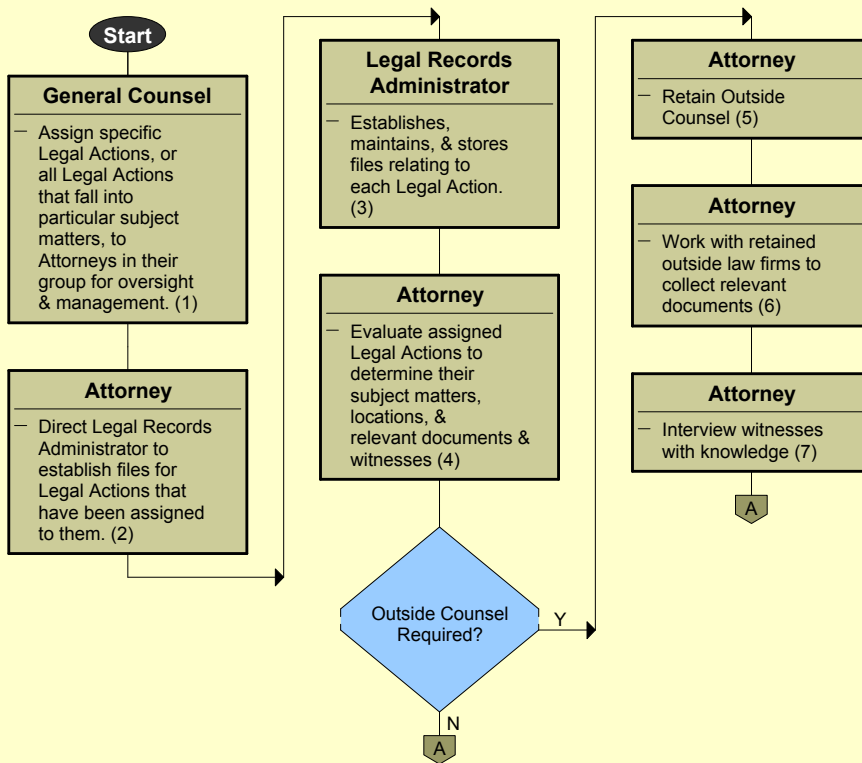 Start
General Counsel
— Assign specific
Legal Actions, or
all Legal Actions
that fall into
particular subject
matters, to
Attorneys in their
group for oversight
& management. (1)
Attorney
— Direct Legal Records
Administrator to
establish files for
Legal Actions that
have been assigned
to them. (2)
Legal Records
Administrator
— Establishes,
maintains, & stores
files relating to
each Legal Action.
(3)
Attorney
— Evaluate assigned
Legal Actions to
determine their
subject matters,
locations, &
relevant documents &
witnesses (4)
Outside Counsel
Required?
Y
N
A
Attorney
— Retain Outside
Counsel (5)
Attorney
— Work with retained
outside law firms to
collect relevant
documents (6)
Attorney
— Interview witnesses
with knowledge (7)
A